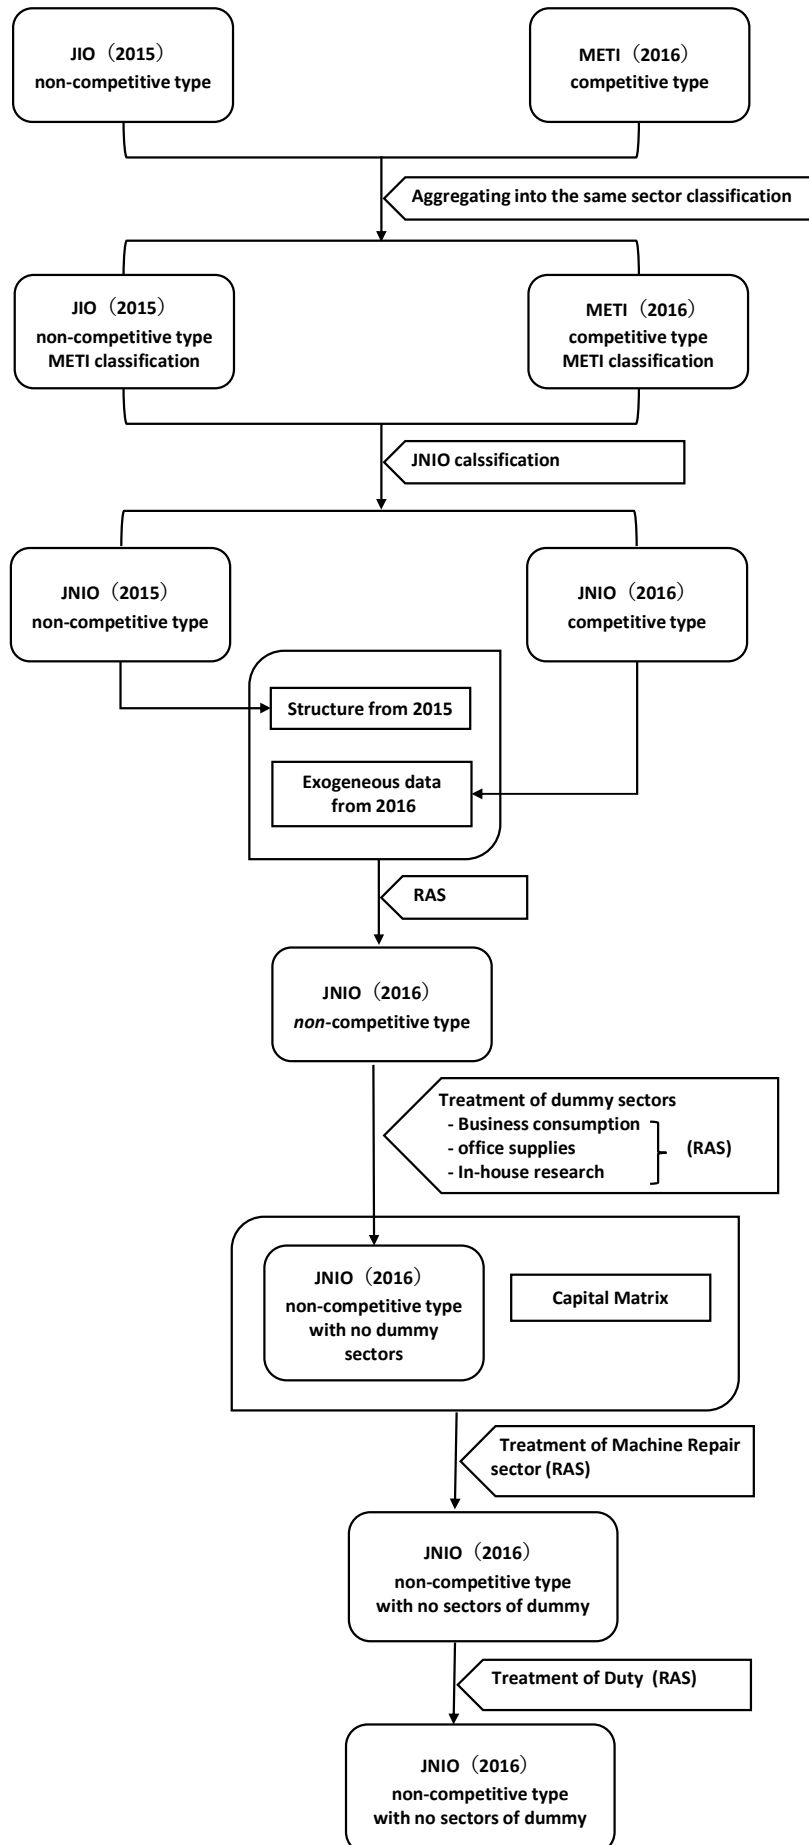 JIO（2015）
non-competitive type
METI（2016）
competitive type
Aggregating into the same sector classification
JIO（2015）
non-competitive type
METI classification
METI（2016）
competitive type
METI classification
JNIO calssification
JNIO（2015）
non-competitive type
JNIO（2016）
competitive type
Structure from 2015
Exogeneous data
from 2016
RAS
JNIO（2016）
non-competitive type
Treatment of dummy sectors
- Business consumption
- office supplies
- In-house research
(RAS)
JNIO（2016）
non-competitive type
with no dummy
sectors
Capital Matrix
Treatment of Machine Repair
sector (RAS)
JNIO（2016）
non-competitive type
with no sectors of dummy
Treatment of Duty (RAS)
JNIO（2016）
non-competitive type
with no sectors of dummy